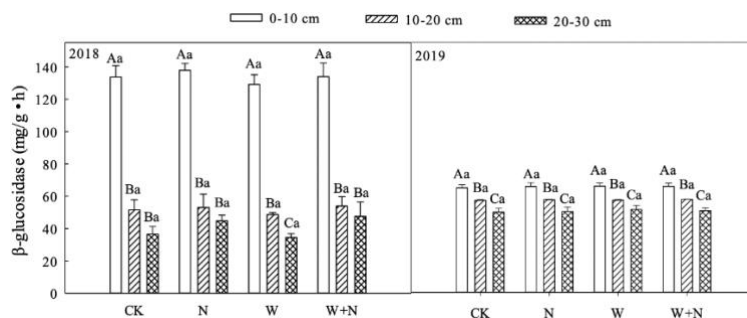 0-10 cm 10-20 cm 20-30 cm
2018 2019
β-glucosidase (mg/g • h)
140
120
100
80
60
40
20
0
Aa Ba Ba Aa Ba Ba Aa Ba Ca Aa Ba Ba
Aa Ba Ca Aa Ba Ca Aa Ba Ca Aa Ba Ca
CK N W W+N CK N W W+N